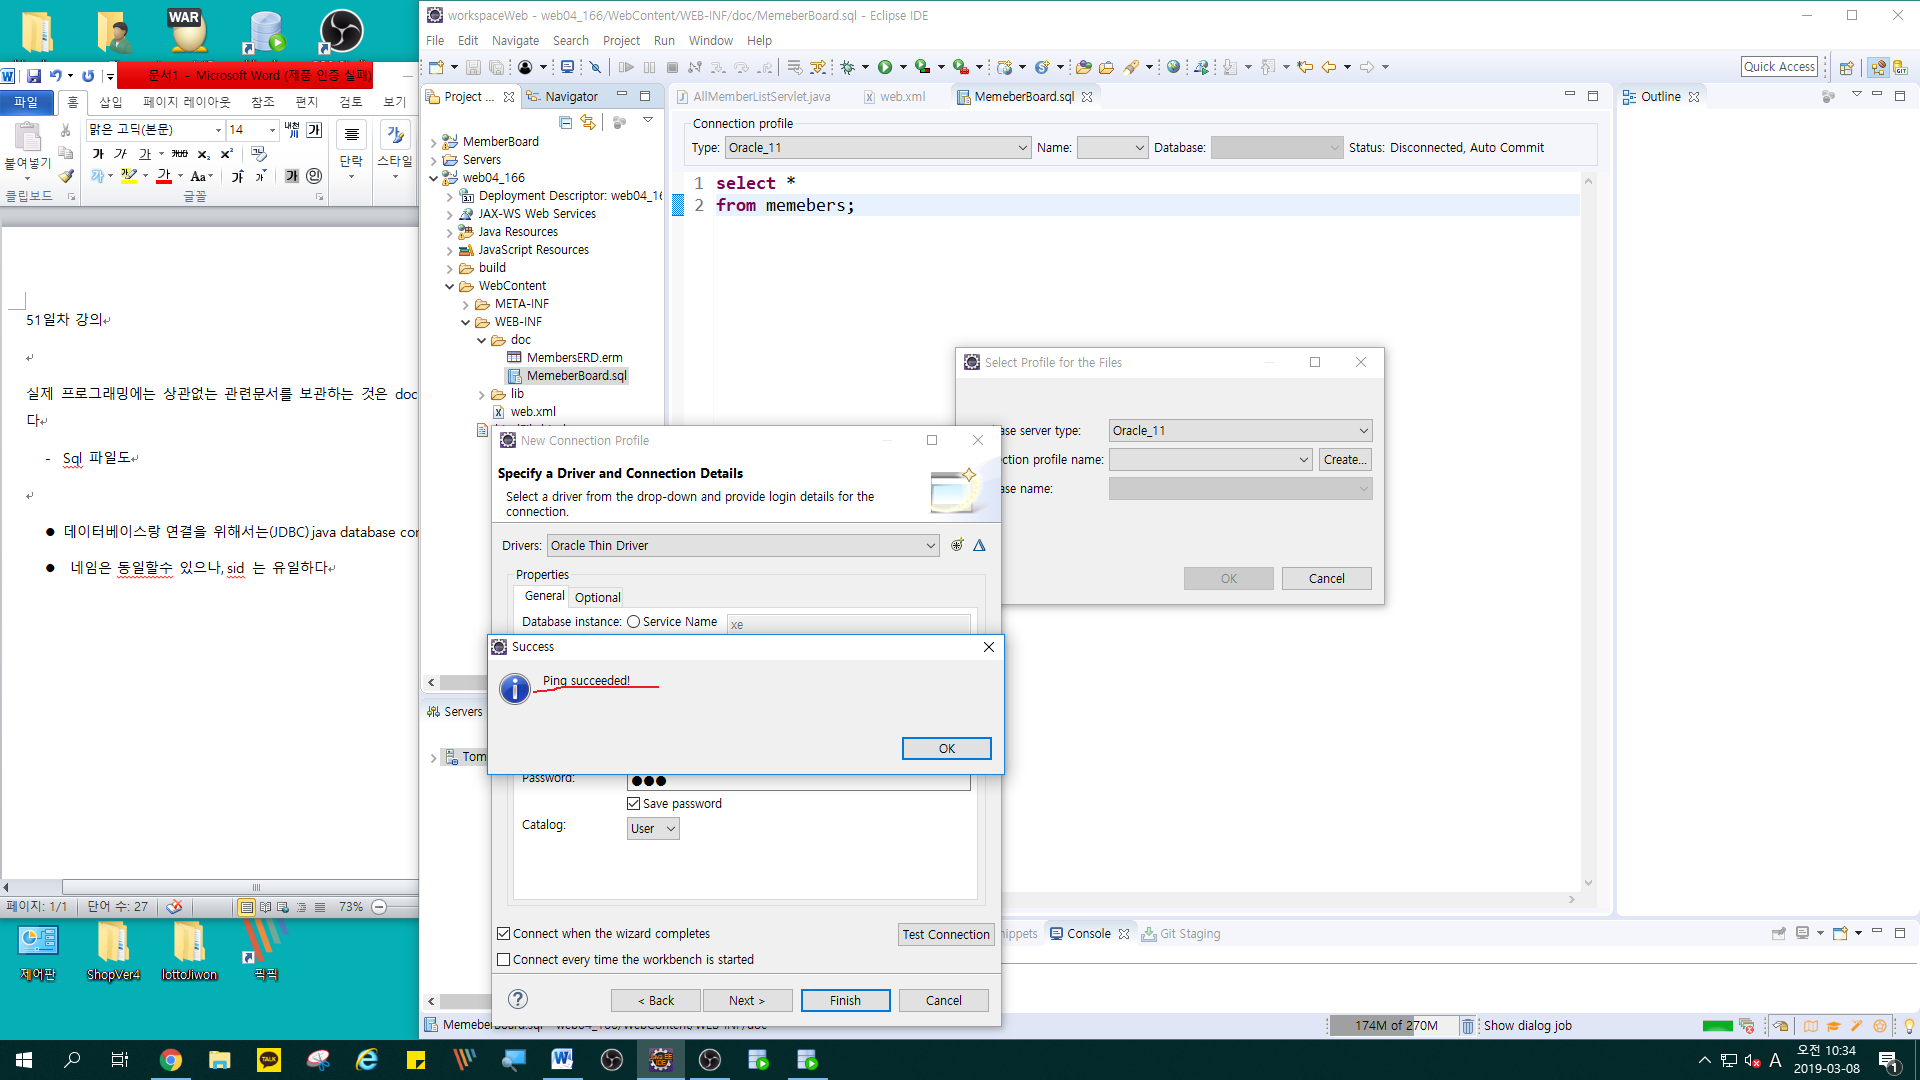 WAR
문서1 - Microsoft Word (제품 인증 실패)
파일 홈 삽입 페이지 레이아웃 참조 편지 검토 보기
맑은 고딕(본문) 14
붙여넣기
단락 스타일
클립보드 글꼴
51일차 강의
실제 프로그래밍에는 상관없는 관련문서를 보관하는 것은 doc
다
- Sql 파일도
● 데이터베이스랑 연결을 위해서는(JDBC) java database con
● 네임은 동일할수 있으나, sid 는 유일하다
페이지: 1/1 단어 수: 27 73%
제어판 ShopVer4 lottoJiwon 픽픽
workspaceWeb - web04_166/WebContent/WEB-INF/doc/MemeberBoard.sql - Eclipse IDE
File Edit Navigate Search Project Run Window Help
Quick Access
Project ... Navigator
MemberBoard
Servers
web04_166
Deployment Descriptor: web04_16
JAX-WS Web Services
Java Resources
JavaScript Resources
build
WebContent
META-INF
WEB-INF
doc
MembersERD.erm
MemeberBoard.sql
lib
web.xml
Servers
Tom
AllMemberListServlet.java web.xml MemeberBoard.sql
Connection profile
Type: Oracle_11 Name: Database: Status: Disconnected, Auto Commit
1 select *
2 from memebers;
Outline
Select Profile for the Files
ase server type: Oracle_11
ction profile name: Create...
ase name:
OK Cancel
New Connection Profile
Specify a Driver and Connection Details
Select a driver from the drop-down and provide login details for the
connection.
Drivers: Oracle Thin Driver
Properties
General Optional
Database instance: Service Name xe
Success
Ping succeeded!
OK
Password: ●●●
Save password
Catalog: User
Connect when the wizard completes Test Connection
Connect every time the workbench is started
< Back Next > Finish Cancel
nippets Console Git Staging
MemeberBoard.sql - web04_166/WebContent/WEB-INF/doc
174M of 270M Show dialog job
TALK
A
오전 10:34
2019-03-08
1